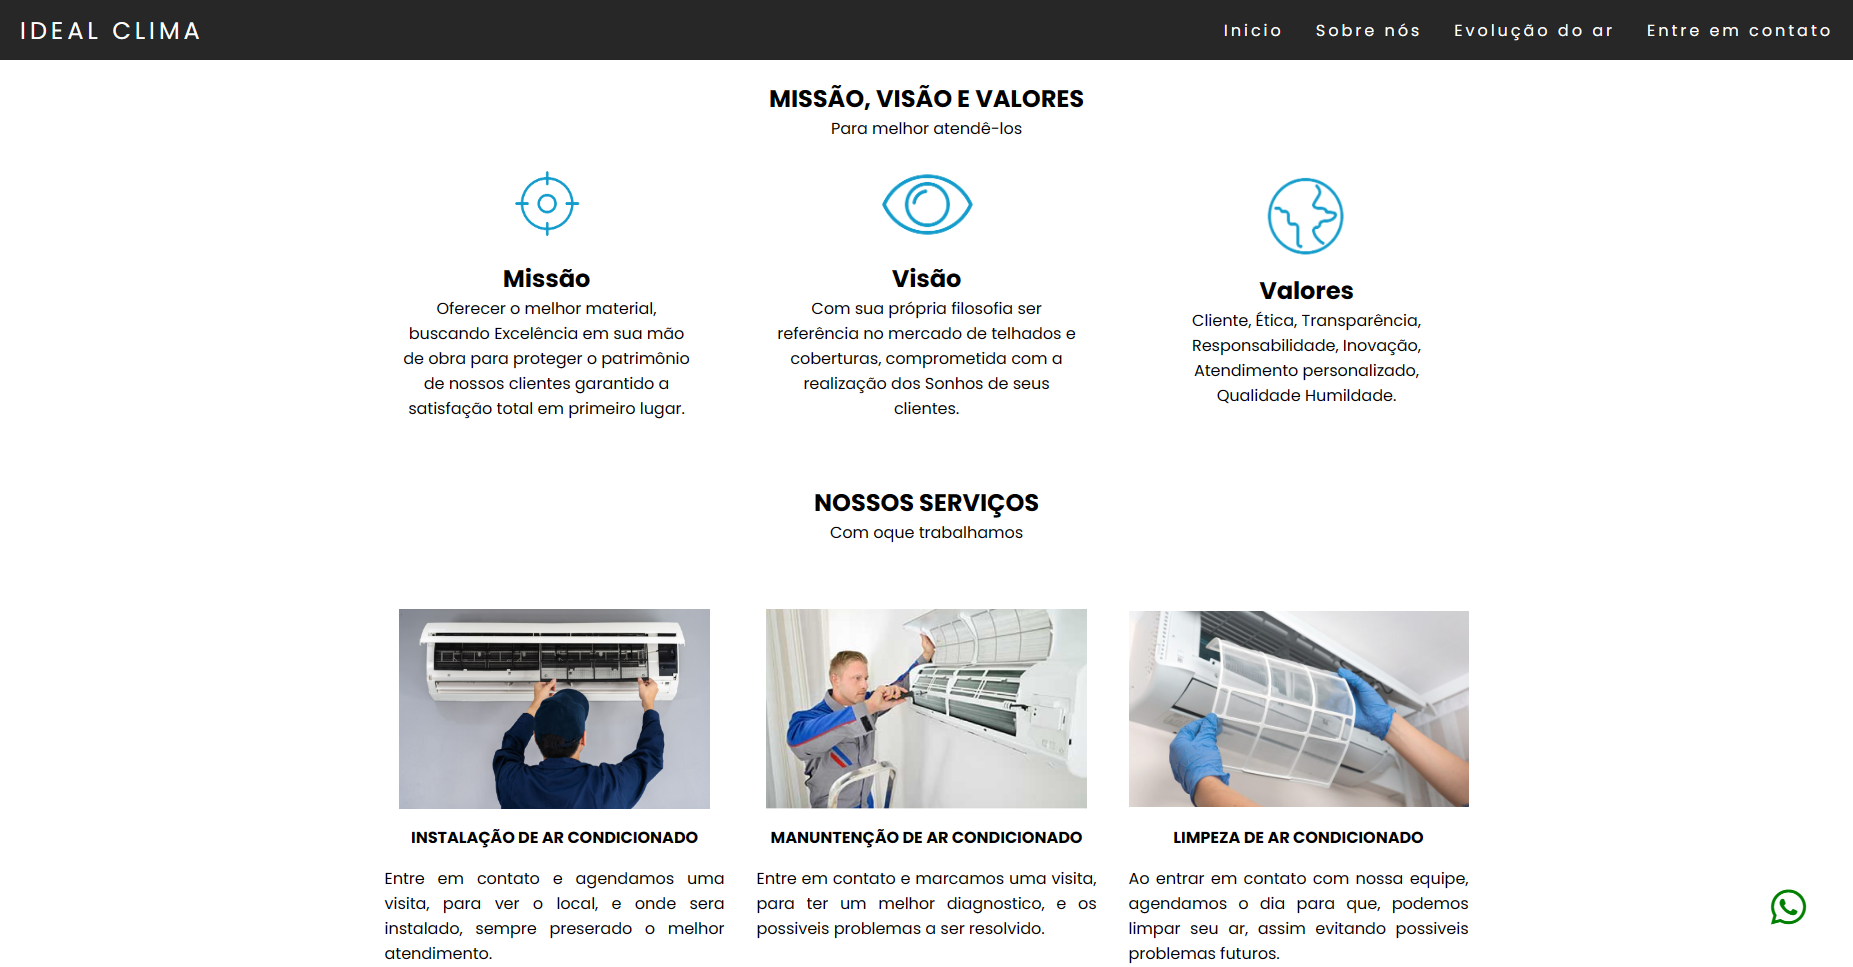 IDEAL CLIMA
Inicio
Sobre nós
Evolução do ar
Entre em contato
MISSÃO, VISÃO E VALORES
Para melhor atendê-los
Missão
Oferecer o melhor material,
buscando Excelência em sua mão
de obra para proteger o patrimônio
de nossos clientes garantido a
satisfação total em primeiro lugar.
Visão
Com sua própria filosofia ser
referência no mercado de telhados e
coberturas, comprometida com a
realização dos Sonhos de seus
clientes.
Valores
Cliente, Ética, Transparência,
Responsabilidade, Inovação,
Atendimento personalizado,
Qualidade Humildade.
NOSSOS SERVIÇOS
Com oque trabalhamos
INSTALAÇÃO DE AR CONDICIONADO
Entre em contato e agendamos uma
visita, para ver o local, e onde sera
instalado, sempre preserado o melhor
atendimento.
MANUNTENÇÃO DE AR CONDICIONADO
Entre em contato e marcamos uma visita,
para ter um melhor diagnostico, e os
possiveis problemas a ser resolvido.
LIMPEZA DE AR CONDICIONADO
Ao entrar em contato com nossa equipe,
agendamos o dia para que, podemos
limpar seu ar, assim evitando possiveis
problemas futuros.